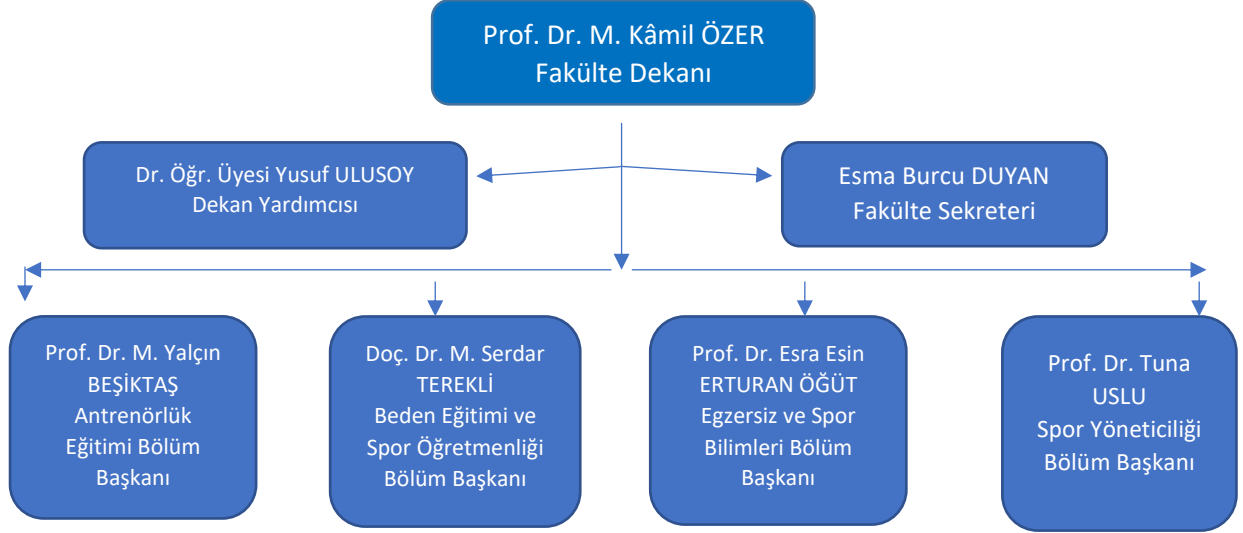 Prof. Dr. M. Kâmil ÖZER
Fakülte Dekanı
Dr. Öğr. Üyesi Yusuf ULUSOY
Dekan Yardımcısı
Esma Burcu DUYAN
Fakülte Sekreteri
Prof. Dr. M. Yalçın
BEŞİKTAŞ
Antrenörlük
Eğitimi Bölüm
Başkanı
Doç. Dr. M. Serdar
TEREKLİ
Beden Eğitimi ve
Spor Öğretmenliği
Bölüm Başkanı
Prof. Dr. Esra Esin
ERTURAN ÖĞÜT
Egzersiz ve Spor
Bilimleri Bölüm
Başkanı
Prof. Dr. Tuna
USLU
Spor Yöneticiliği
Bölüm Başkanı